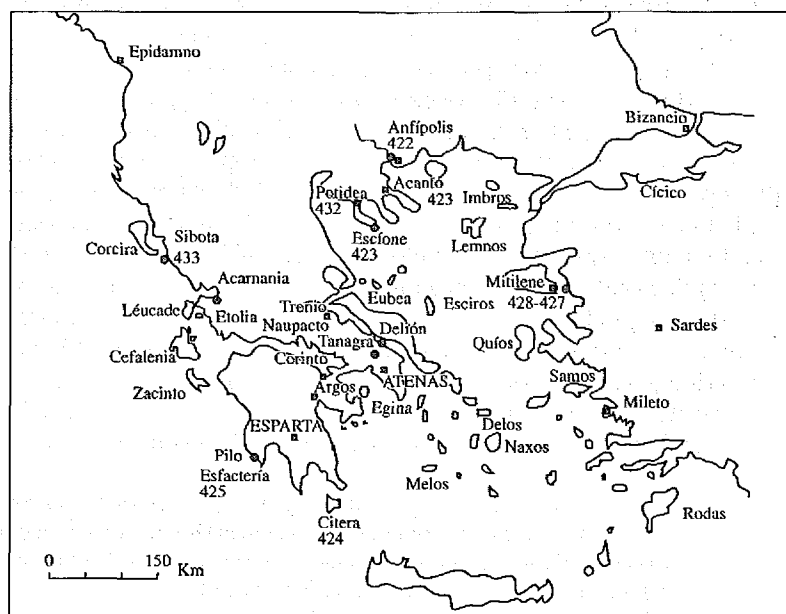 Epidamno
Bizancio
Anfípolis
422
Acanto
423
Potidea
432
Imbros
Cícico
Escíone
423
Lemnos
Corcira
Sibota
433
Acarnania
Mitilene
428-427
Eubea
Esciros
Léucade
Etolia
Treñio
Naupacto
Delión
Sardes
Tanagra
Quíos
Cefalenia
Corinto
ATENAS
Zacinto
Argos
Egina
Samos
Mileto
ESPARTA
Delos
Naxos
Pilo
Esfactería
425
Melos
Citera
424
Rodas
0 150
Km